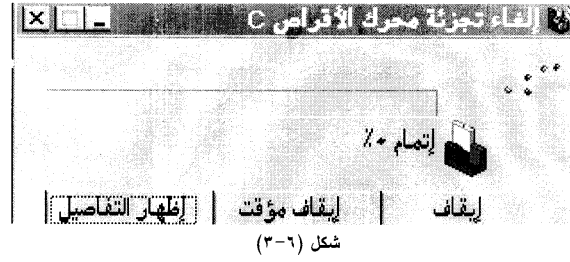 إلغاء تجزئة محرك الأقراص C
إتمام ٠٪
إيقاف إيقاف مؤقت إظهار التفاصيل
شكل (٦-٣)